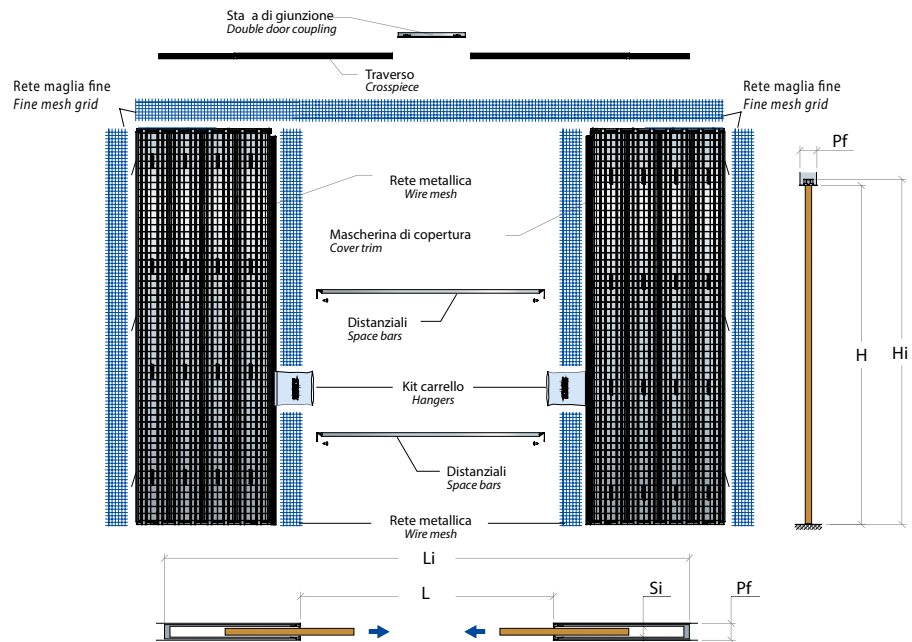 Sta a di giunzione
Double door coupling
Traverso
Crosspiece
Rete maglia fine
Fine mesh grid
Rete maglia fine
Fine mesh grid
Pf
Rete metallica
Wire mesh
Mascherina di copertura
Cover trim
Distanziali
Space bars
H
Hi
Kit carrello
Hangers
Distanziali
Space bars
Rete metallica
Wire mesh
Li
L
Si
Pf